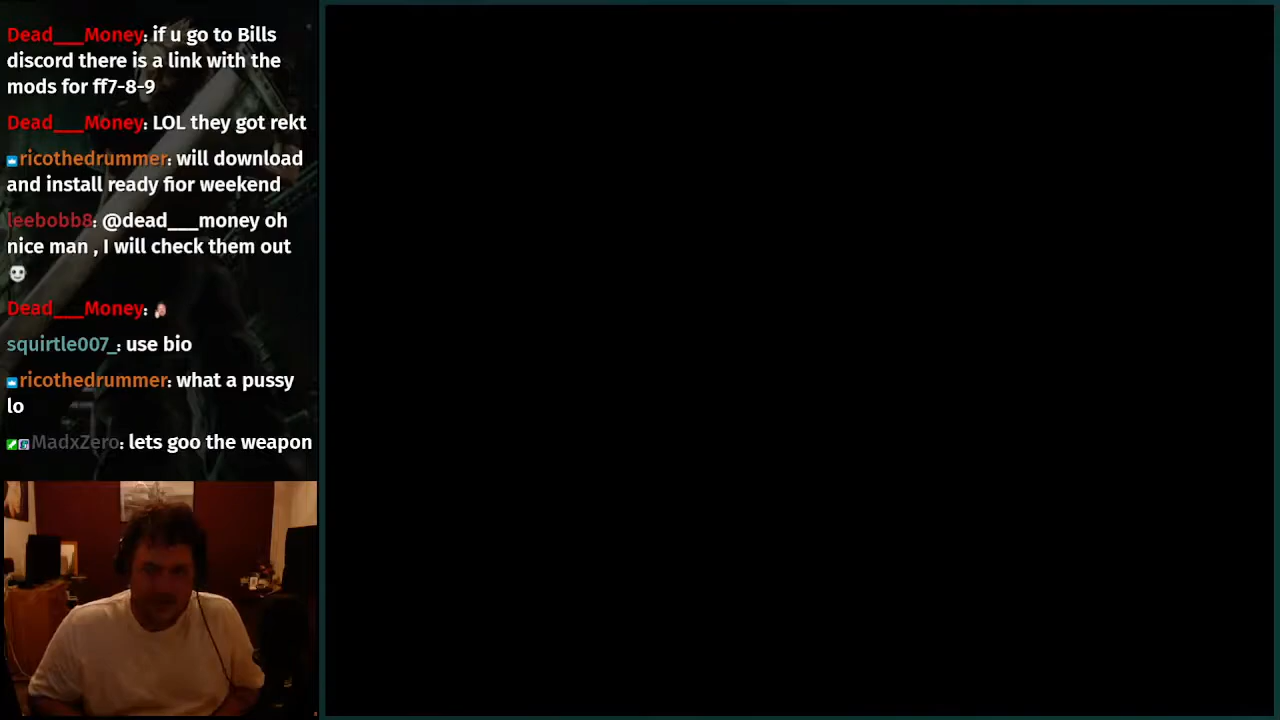 Dead___Money: if u go to Bills
discord there is a link with the
mods for ff7-8-9
Dead___Money: LOL they got rekt
ricothedrummer: will download
and install ready fior weekend
leebobb8: @dead___money oh
nice man , I will check them out
Dead___Money:
squirtle007_: use bio
ricothedrummer: what a pussy
lo
MadxZero: lets goo the weapon